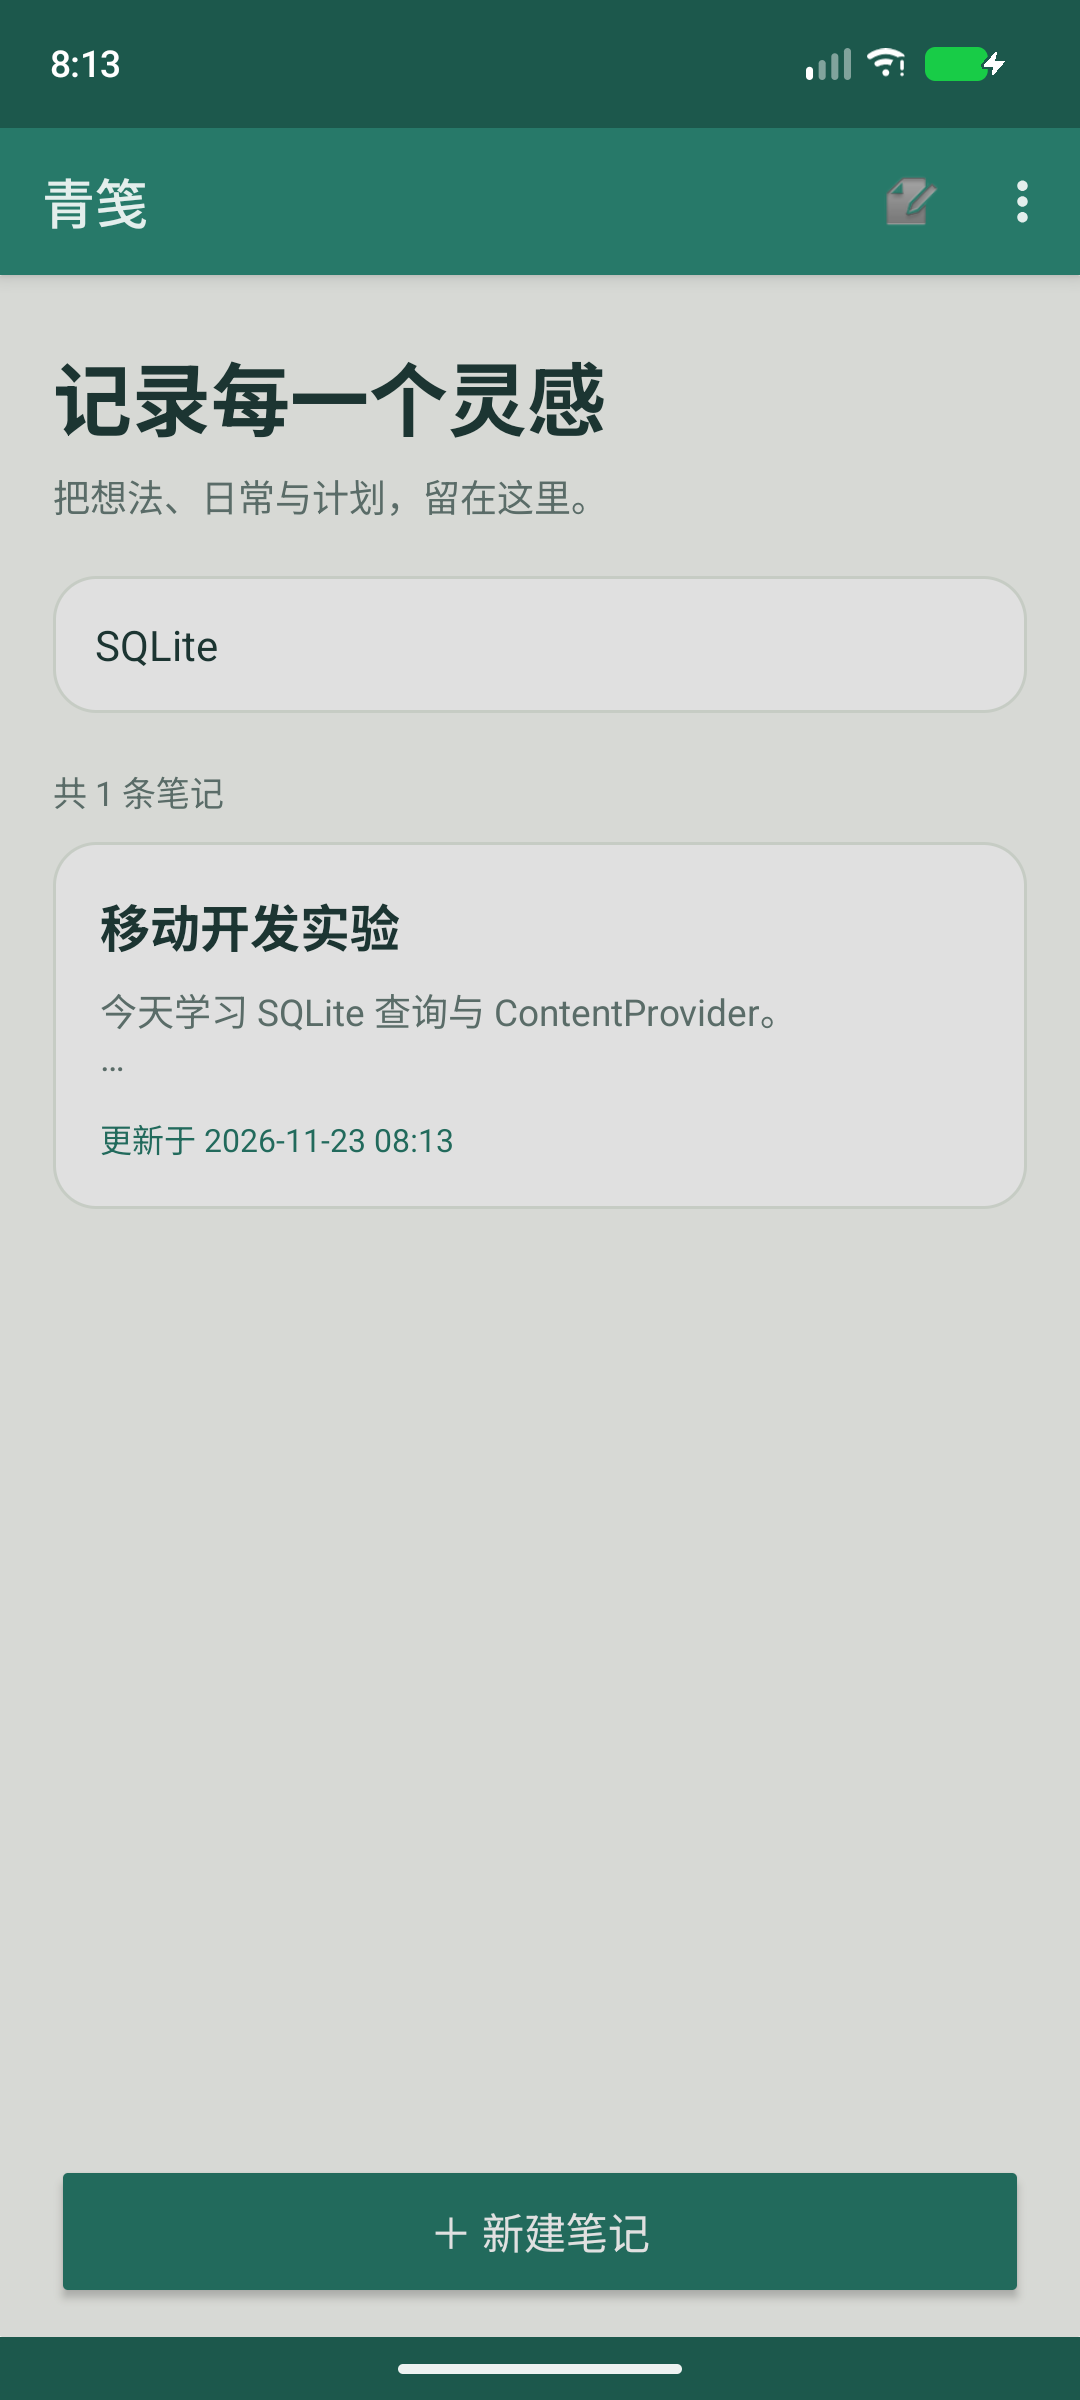 8:13
青笺
记录每一个灵感
把想法、日常与计划，留在这里。
SQLite
共 1 条笔记
移动开发实验
今天学习 SQLite 查询与 ContentProvider。
…
更新于 2026-11-23 08:13
＋ 新建笔记